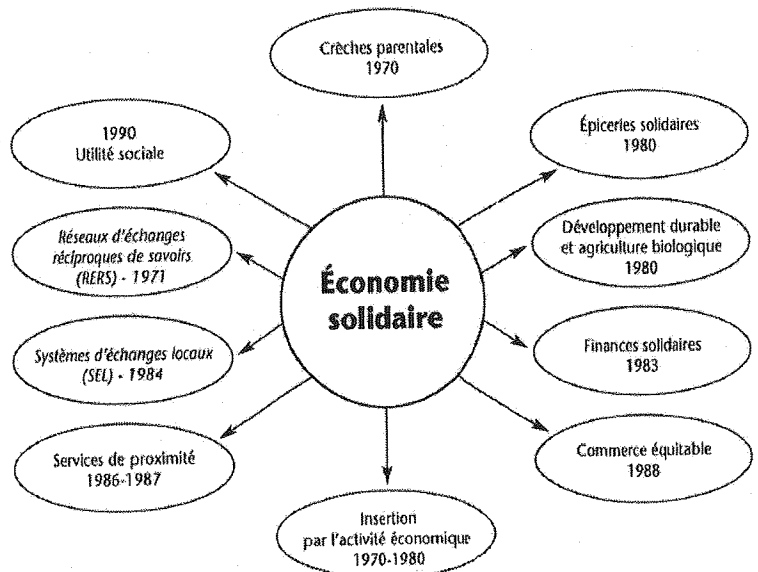 Crèches parentales
1970
1990
Utilité sociale
Épiceries solidaires
1980
Réseaux d'échanges
réciproques de savoirs
(RERS) - 1971
Développement durable
et agriculture biologique
1980
Économie
solidaire
Systèmes d'échanges locaux
(SEL) - 1984
Finances solidaires
1983
Services de proximité
1986-1987
Commerce équitable
1988
Insertion
par l'activité économique
1970-1980